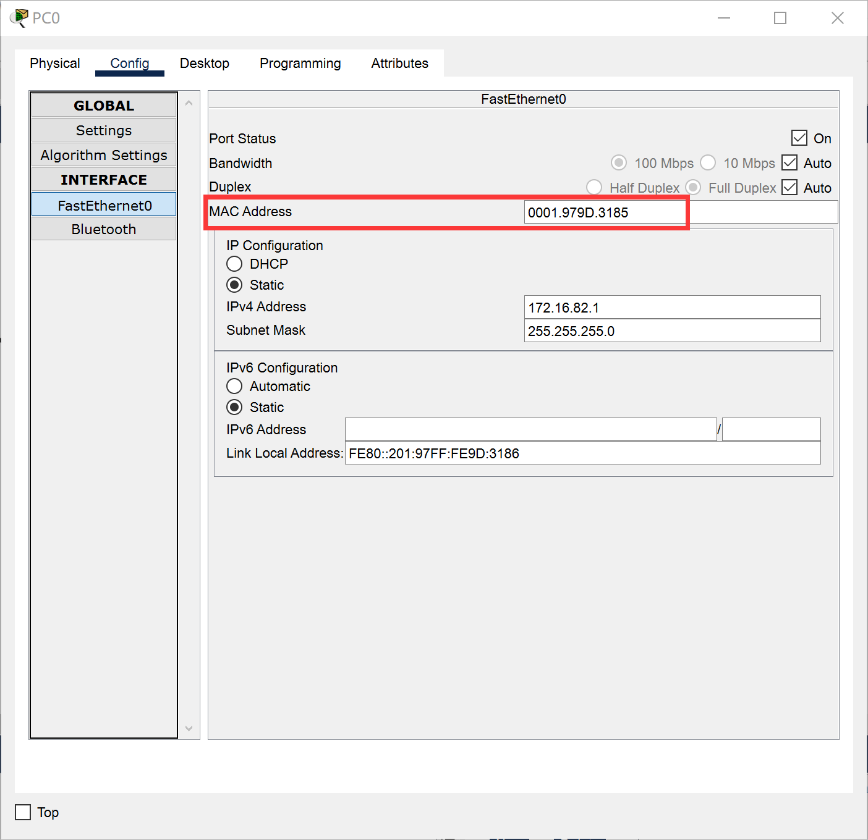 PC0
Physical Config Desktop Programming Attributes
GLOBAL
Settings
Algorithm Settings
INTERFACE
FastEthernet0
Bluetooth
FastEthernet0
Port Status On
Bandwidth 100 Mbps 10 Mbps Auto
Duplex Half Duplex Full Duplex Auto
MAC Address 0001.979D.3185
IP Configuration
DHCP
Static
IPv4 Address 172.16.82.1
Subnet Mask 255.255.255.0
IPv6 Configuration
Automatic
Static
IPv6 Address /
Link Local Address: FE80::201:97FF:FE9D:3186
Top